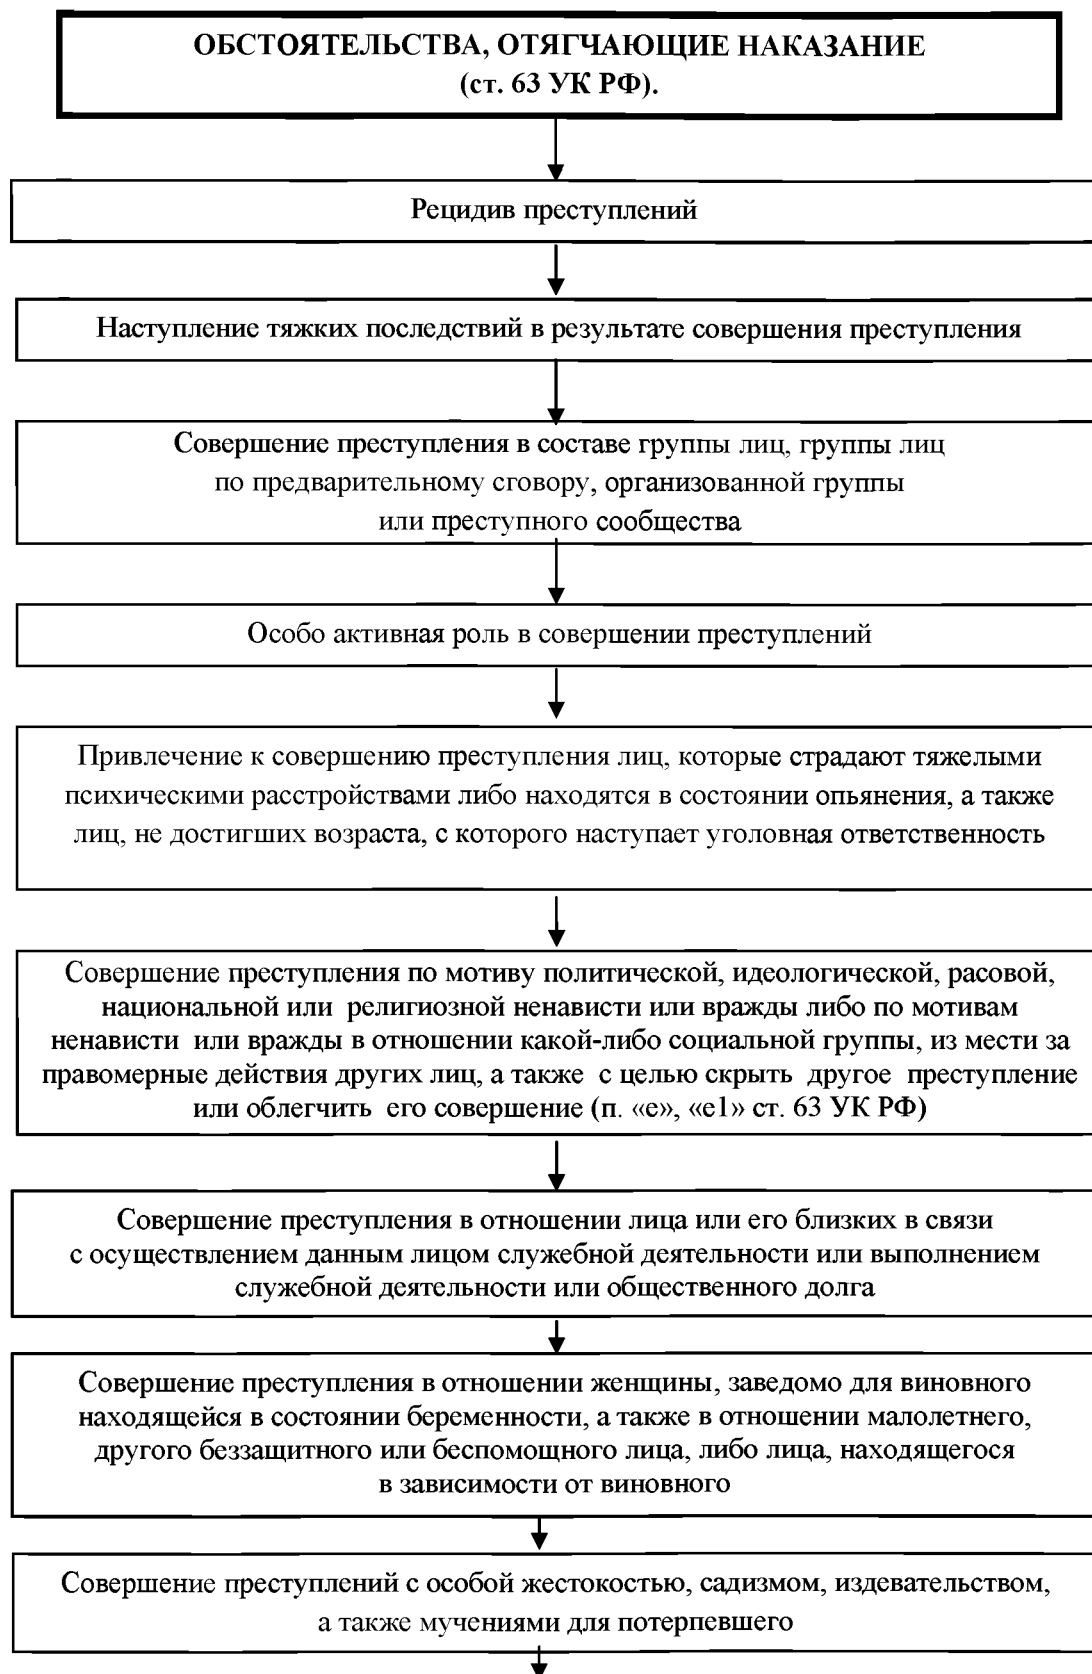 ОБСТОЯТЕЛЬСТВА, ОТЯГЧАЮЩИЕ НАКАЗАНИЕ
(ст. 63 УК РФ).
Рецидив преступлений
Наступление тяжких последствий в результате совершения преступления
Совершение преступления в составе группы лиц, группы лиц
по предварительному сговору, организованной группы
или преступного сообщества
Особо активная роль в совершении преступлений
Привлечение к совершению преступления лиц, которые страдают тяжелыми
психическими расстройствами либо находятся в состоянии опьянения, а также
лиц, не достигших возраста, с которого наступает уголовная ответственность
Совершение преступления по мотиву политической, идеологической, расовой,
национальной или религиозной ненависти или вражды либо по мотивам
ненависти или вражды в отношении какой-либо социальной группы, из мести за
правомерные действия других лиц, а также с целью скрыть другое преступление
или облегчить его совершение (п. «е», «е1» ст. 63 УК РФ)
Совершение преступления в отношении лица или его близких в связи
с осуществлением данным лицом служебной деятельности или выполнением
служебной деятельности или общественного долга
Совершение преступления в отношении женщины, заведомо для виновного
находящейся в состоянии беременности, а также в отношении малолетнего,
другого беззащитного или беспомощного лица, либо лица, находящегося
в зависимости от виновного
Совершение преступлений с особой жестокостью, садизмом, издевательством,
а также мучениями для потерпевшего